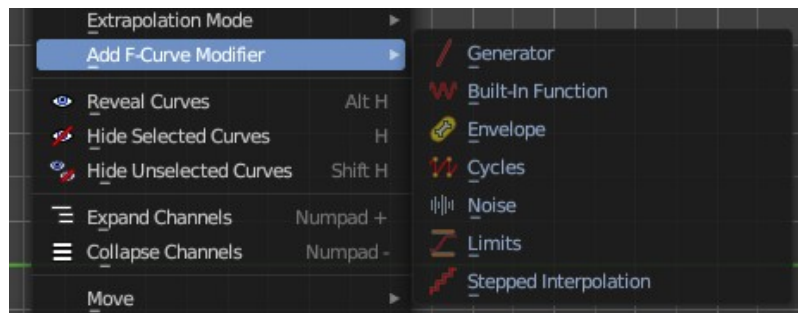 Extrapolation Mode
Add F-Curve Modifier
Reveal Curves Alt H
Hide Selected Curves H
Hide Unselected Curves Shift H
Expand Channels Numpad +
Collapse Channels Numpad -
Move
Generator
Built-In Function
Envelope
Cycles
Noise
Limits
Stepped Interpolation